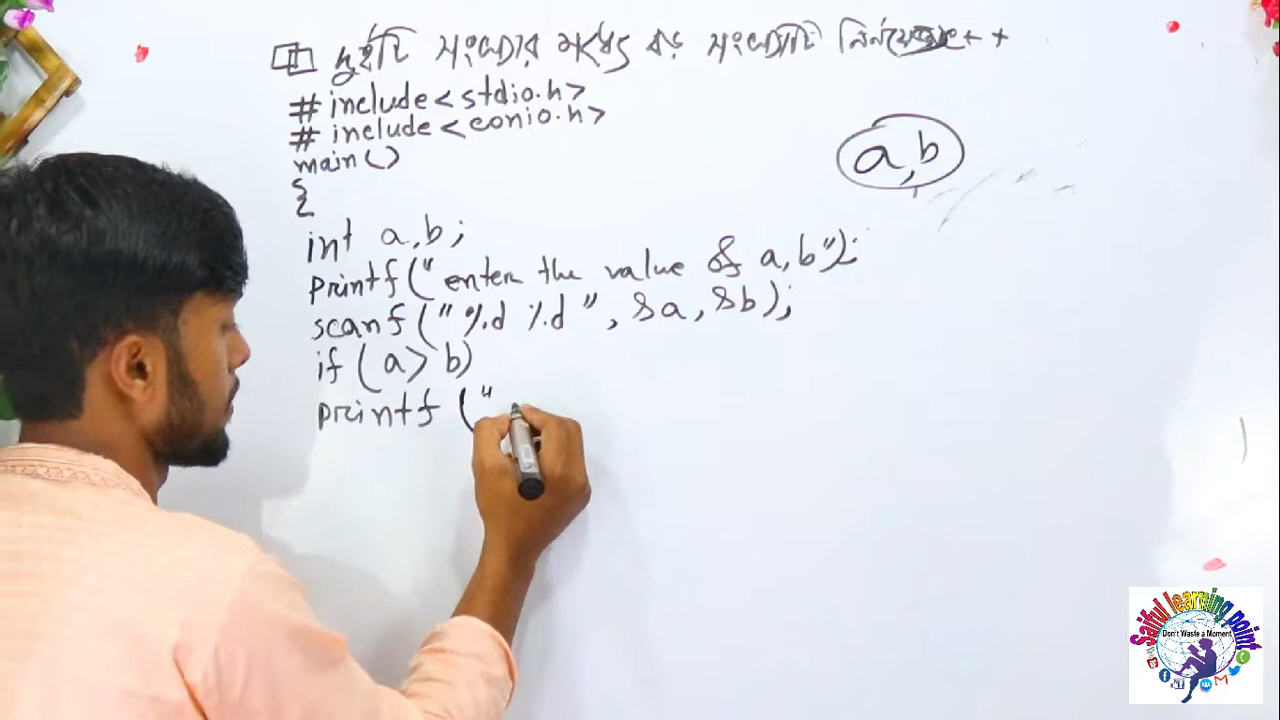 দুইটি সংখ্যার মধ্যে বড় সংখ্যাটি নির্ণয়
# include < stdio.h >
# include < conio.h >
main ( )
{
int a,b ;
printf(" enter the value of a, b");
scanf (" %d %d " , &a , &b );
if ( a > b)
printf ("
a, b
Saiful learning point
Don't Waste a Moment